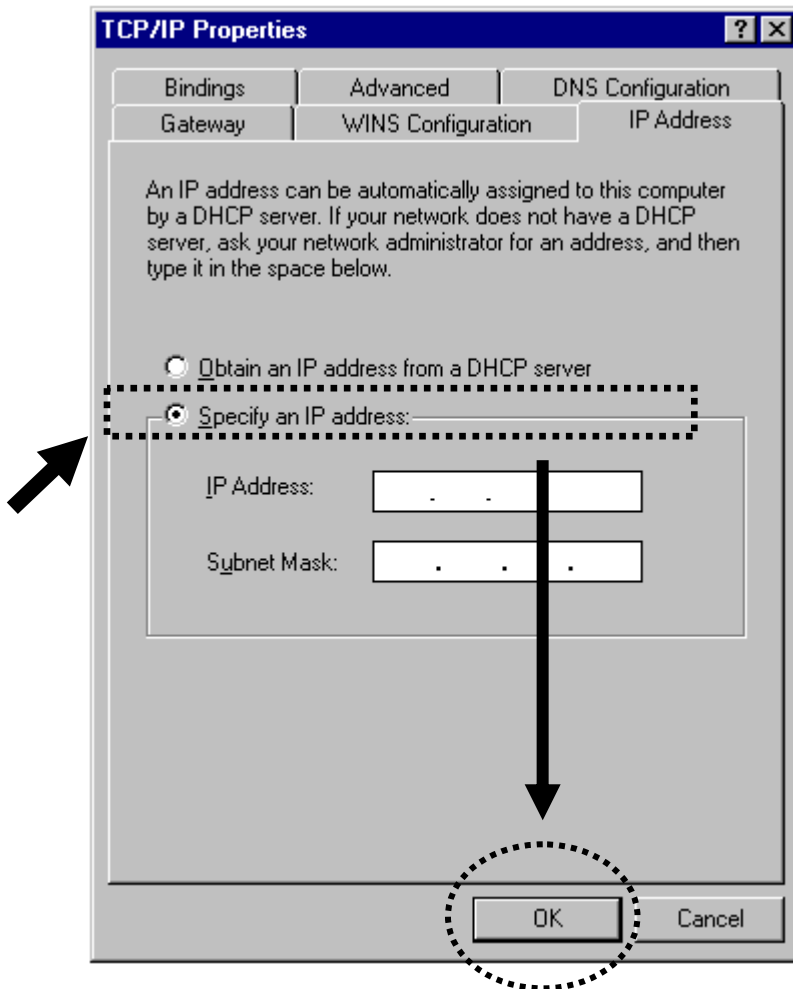 TCP/IP Properties
Bindings Advanced DNS Configuration
Gateway WINS Configuration IP Address
An IP address can be automatically assigned to this computer
by a DHCP server. If your network does not have a DHCP
server, ask your network administrator for an address, and then
type it in the space below.
Obtain an IP address from a DHCP server
Specify an IP address:
IP Address:
Subnet Mask:
OK Cancel